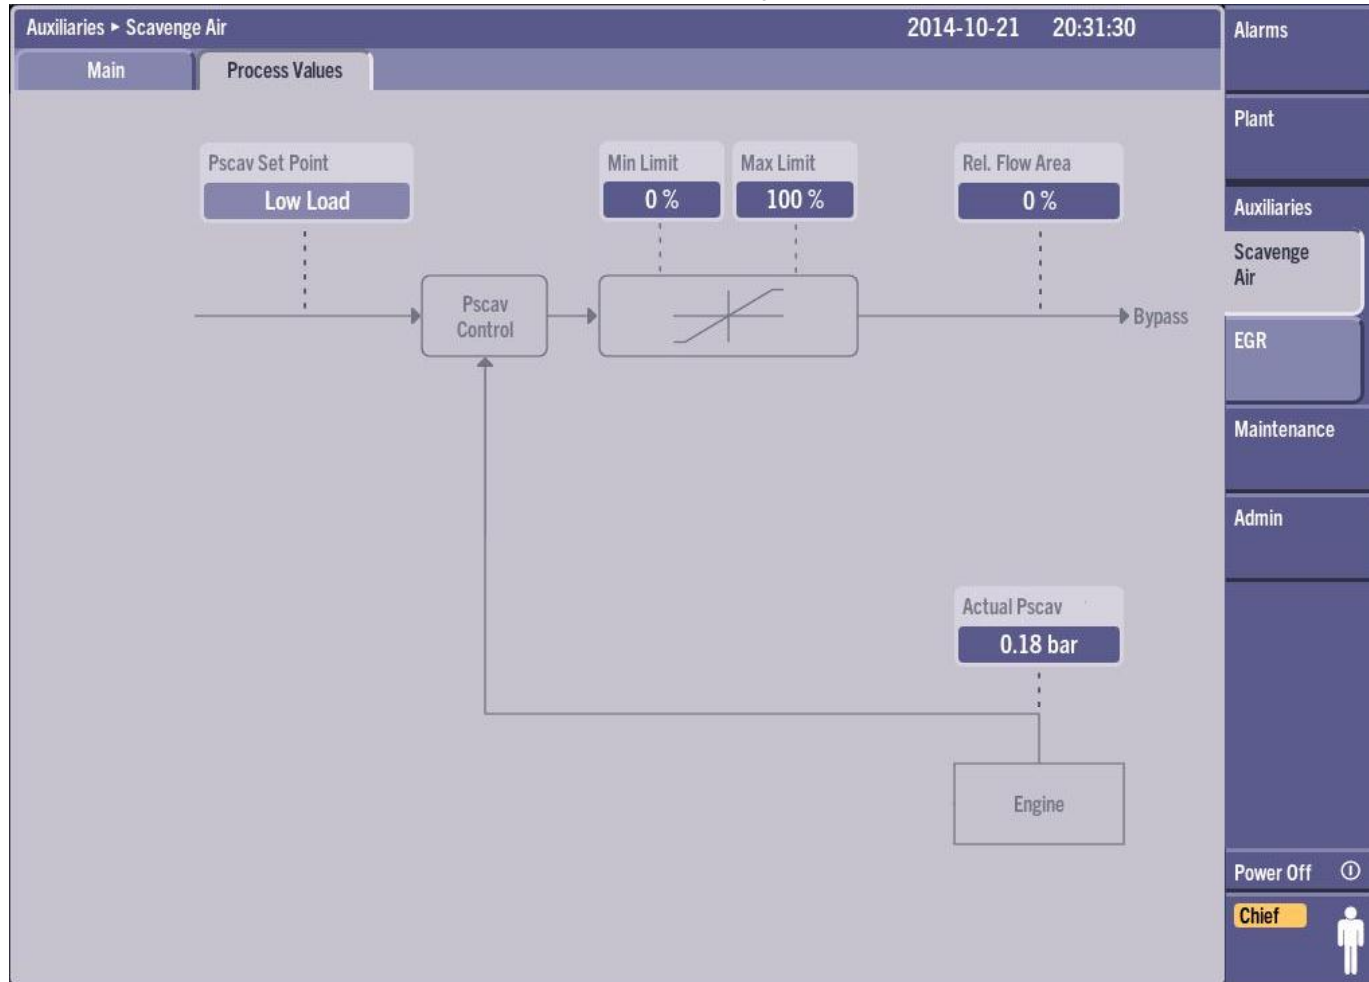 Auxiliaries ▸ Scavenge Air
2014-10-21 20:31:30
Main
Process Values
Pscav Set Point
Low Load
Min Limit
0 %
Max Limit
100 %
Rel. Flow Area
0 %
Pscav
Control
Bypass
Actual Pscav
0.18 bar
Engine
Alarms
Plant
Auxiliaries
Scavenge
Air
EGR
Maintenance
Admin
Power Off
Chief